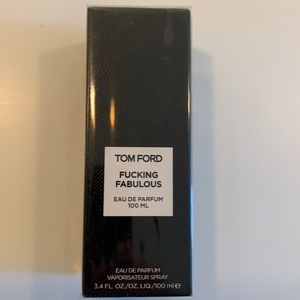 TOM FORD
FUCKING
FABULOUS
EAU DE PARFUM
100 ML
EAU DE PARFUM
VAPORISATEUR SPRAY
3.4 FL. OZ./OZ. LIQ./100 ml ℮